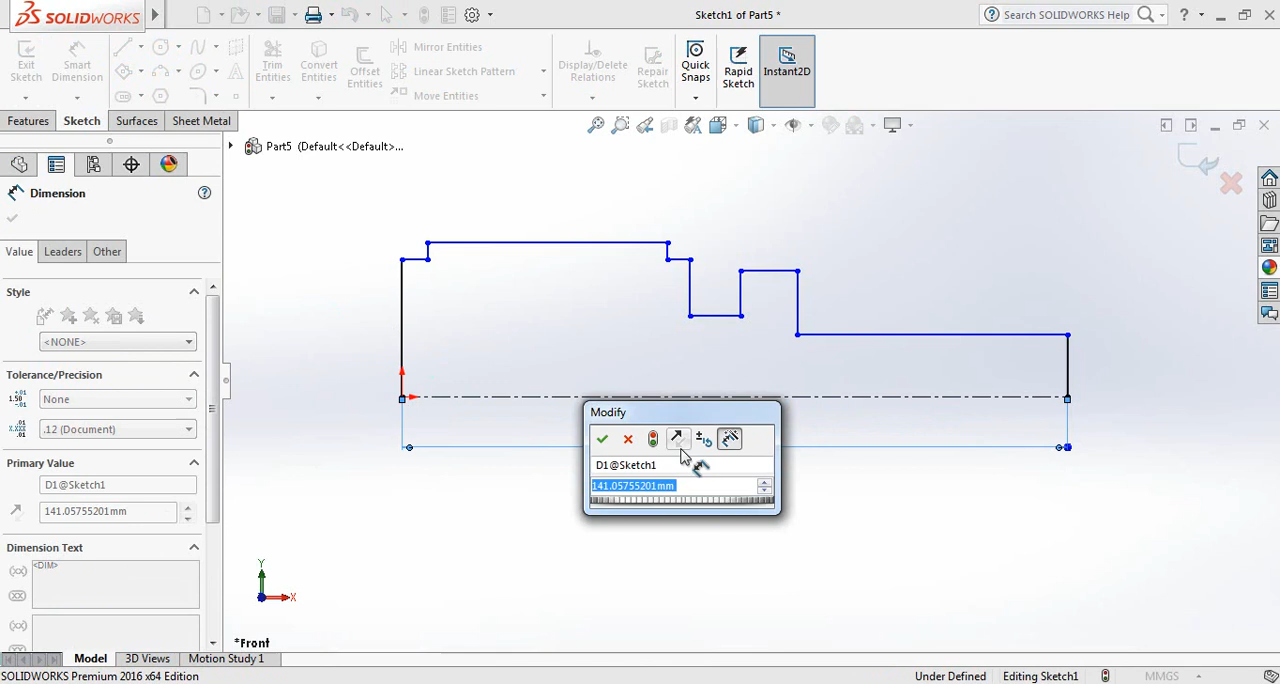 SOLIDWORKS
Sketch1 of Part5 *
Search SOLIDWORKS Help
Exit Sketch
Smart Dimension
Trim Entities
Convert Entities
Offset Entities
Mirror Entities
Linear Sketch Pattern
Move Entities
Display/Delete Relations
Repair Sketch
Quick Snaps
Rapid Sketch
Instant2D
Features
Sketch
Surfaces
Sheet Metal
Part5 (Default<<Default>...
Dimension
Value
Leaders
Other
Style
<NONE>
Tolerance/Precision
None
.12 (Document)
Primary Value
D1@Sketch1
141.05755201mm
Dimension Text
<DIM>
Modify
D1@Sketch1
141.05755201mm
Y
X
*Front
Model
3D Views
Motion Study 1
SOLIDWORKS Premium 2016 x64 Edition
Under Defined
Editing Sketch1
MMGS